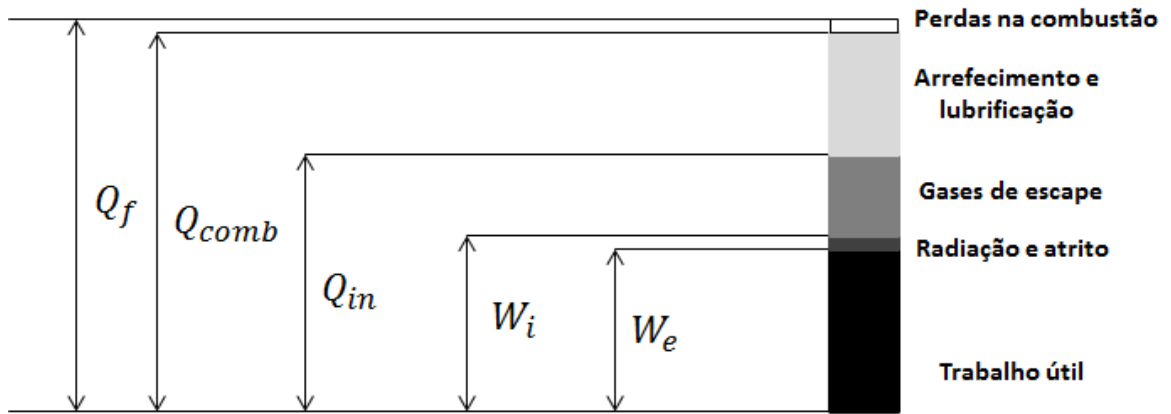 Perdas na combustão
Arrefecimento e
lubrificação
Gases de escape
Radiação e atrito
Trabalho útil
Q_f
Q_comb
Q_in
W_i
W_e